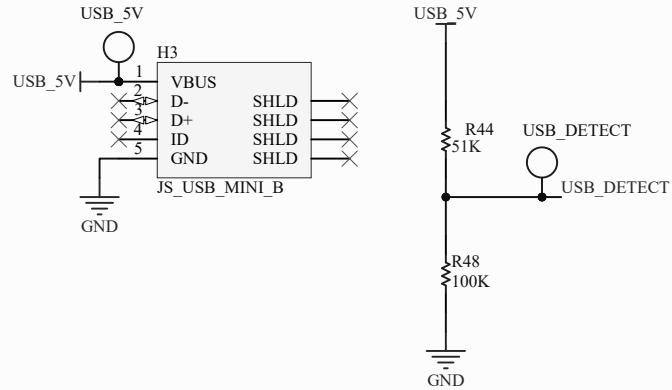 USB_5V
USB_5V
H3
1 VBUS
2 D- SHLD
3 D+ SHLD
4 ID SHLD
5 GND SHLD
JS_USB_MINI_B
GND
USB_5V
R44
51K
USB_DETECT
USB_DETECT
R48
100K
GND